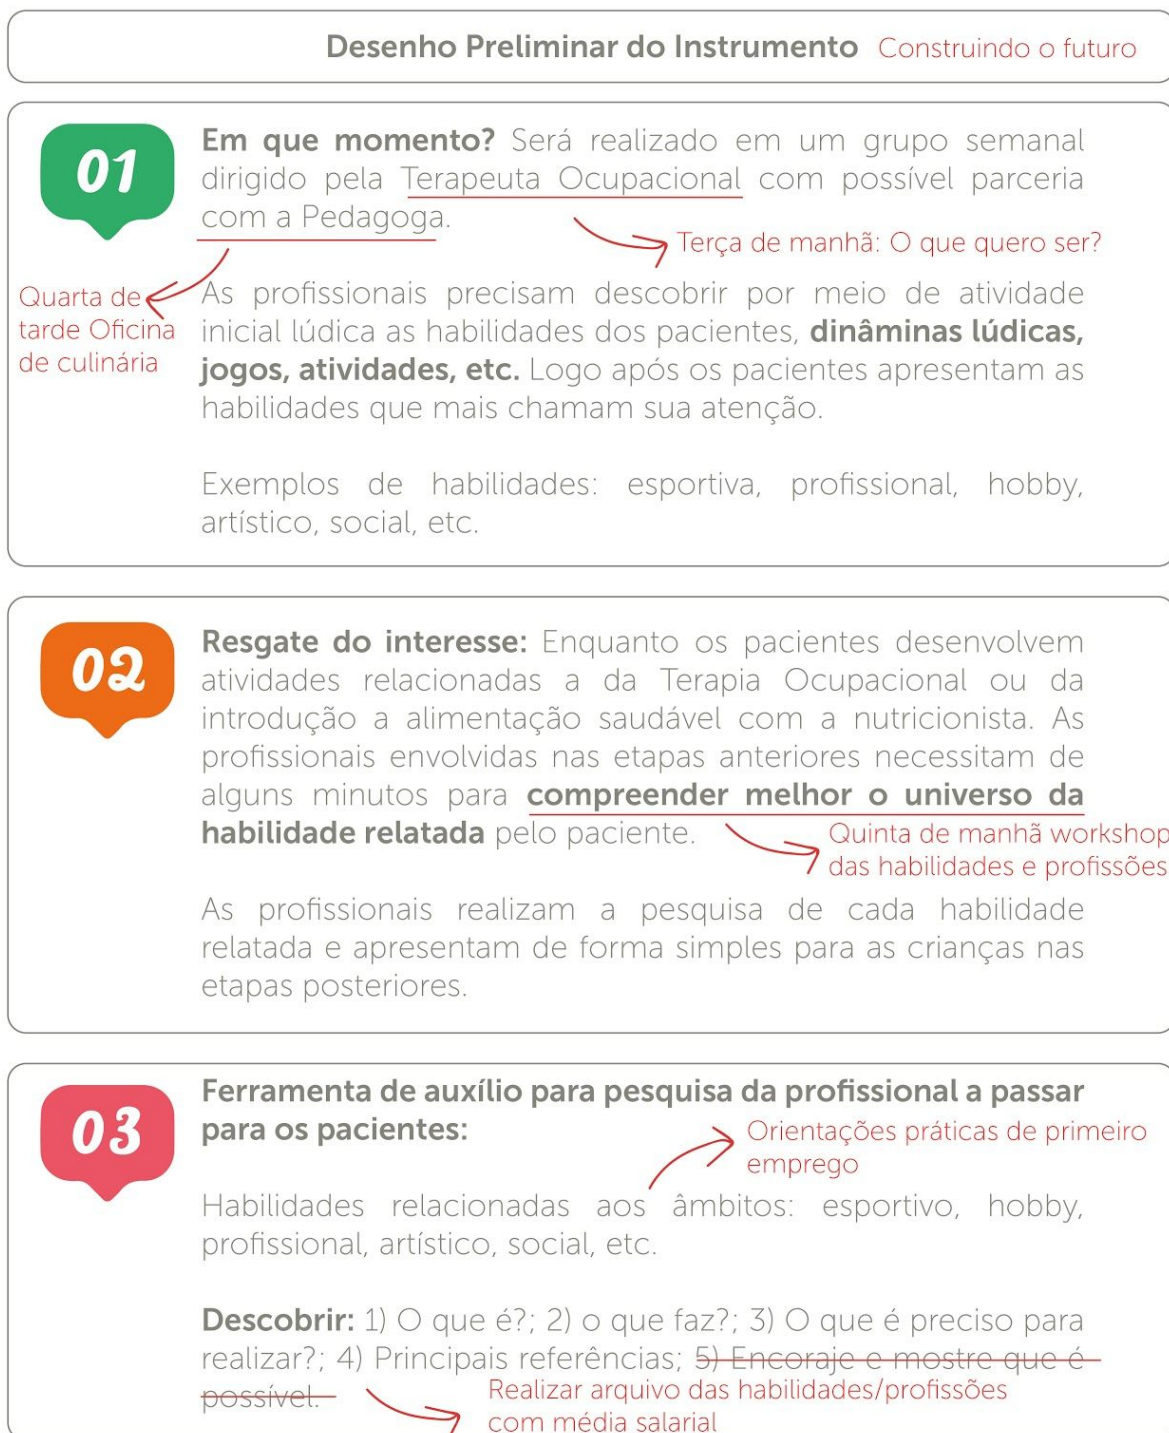 Desenho Preliminar do Instrumento Construindo o futuro
01
Em que momento? Será realizado em um grupo semanal
dirigido pela Terapeuta Ocupacional com possível parceria
com a Pedagoga.
Terça de manhã: O que quero ser?
Quarta de
tarde Oficina
de culinária
As profissionais precisam descobrir por meio de atividade
inicial lúdica as habilidades dos pacientes, dinâminas lúdicas,
jogos, atividades, etc. Logo após os pacientes apresentam as
habilidades que mais chamam sua atenção.
Exemplos de habilidades: esportiva, profissional, hobby,
artístico, social, etc.
02
Resgate do interesse: Enquanto os pacientes desenvolvem
atividades relacionadas a da Terapia Ocupacional ou da
introdução a alimentação saudável com a nutricionista. As
profissionais envolvidas nas etapas anteriores necessitam de
alguns minutos para compreender melhor o universo da
habilidade relatada pelo paciente.
Quinta de manhã workshop
das habilidades e profissões
As profissionais realizam a pesquisa de cada habilidade
relatada e apresentam de forma simples para as crianças nas
etapas posteriores.
03
Ferramenta de auxílio para pesquisa da profissional a passar
para os pacientes:
Orientações práticas de primeiro
emprego
Habilidades relacionadas aos âmbitos: esportivo, hobby,
profissional, artístico, social, etc.
Descobrir: 1) O que é?; 2) o que faz?; 3) O que é preciso para
realizar?; 4) Principais referências; 5) Encoraje e mostre que é
possível.
Realizar arquivo das habilidades/profissões
com média salarial